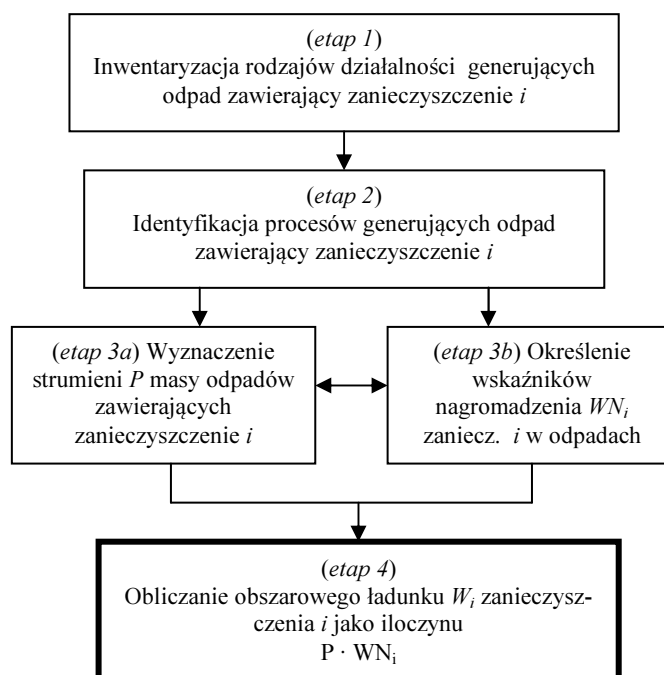 (etap 1)
Inwentaryzacja rodzajów działalności generujących
odpad zawierający zanieczyszczenie i
(etap 2)
Identyfikacja procesów generujących odpad
zawierający zanieczyszczenie i
(etap 3a) Wyznaczenie
strumieni P masy odpadów
zawierających
zanieczyszczenie i
(etap 3b) Określenie
wskaźników
nagromadzenia WNi
zaniecz. i w odpadach
(etap 4)
Obliczanie obszarowego ładunku Wi zanieczysz-
czenia i jako iloczynu
P · WNi